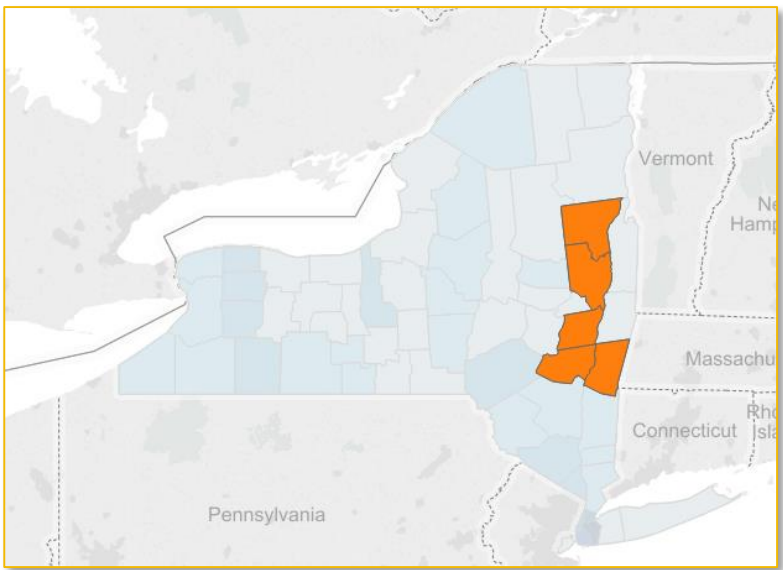 Vermont
Ne
Hamp
Massachu
Rho
Isla
Connecticut
Pennsylvania